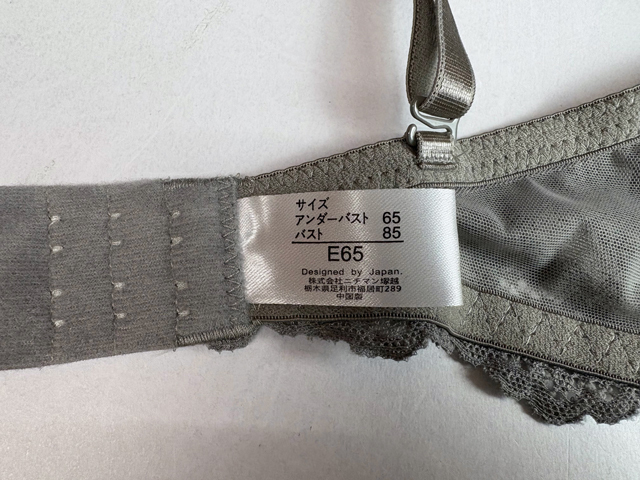 サイズ
アンダーバスト 65
バスト 85
E65
Designed by Japan.
株式会社ニチマン塚越
栃木県足利市福居町289
中国製